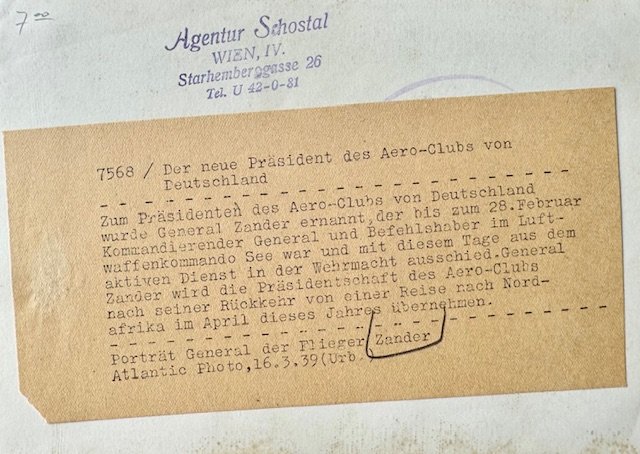 7.00
Agentur Schostal
WIEN, IV.
Starhemberggasse 26
Tel. U 42-0-81
7568 / Der neue Präsident des Aero-Clubs von
Deutschland
- - - - - - - - - - - - - - - - - - - - - - - - - - -
Zum Präsidenten des Aero-Clubs von Deutschland
wurde General Zander ernannt,der bis zum 28.Februar
Kommandierender General und Befehlshaber im Luft-
waffenkommando See war und mit diesem Tage aus dem
aktiven Dienst in der Wehrmacht ausschied.General
Zander wird die Präsidentschaft des Aero-Clubs
nach seiner Rückkehr von einer Reise nach Nord-
afrika im April dieses Jahres übernehmen.
- - - - - - - - - - - - - - - - - - - - - - - - - - -
Porträt General der Flieger Zander
Atlantic Photo,16.3.39(Urb.)